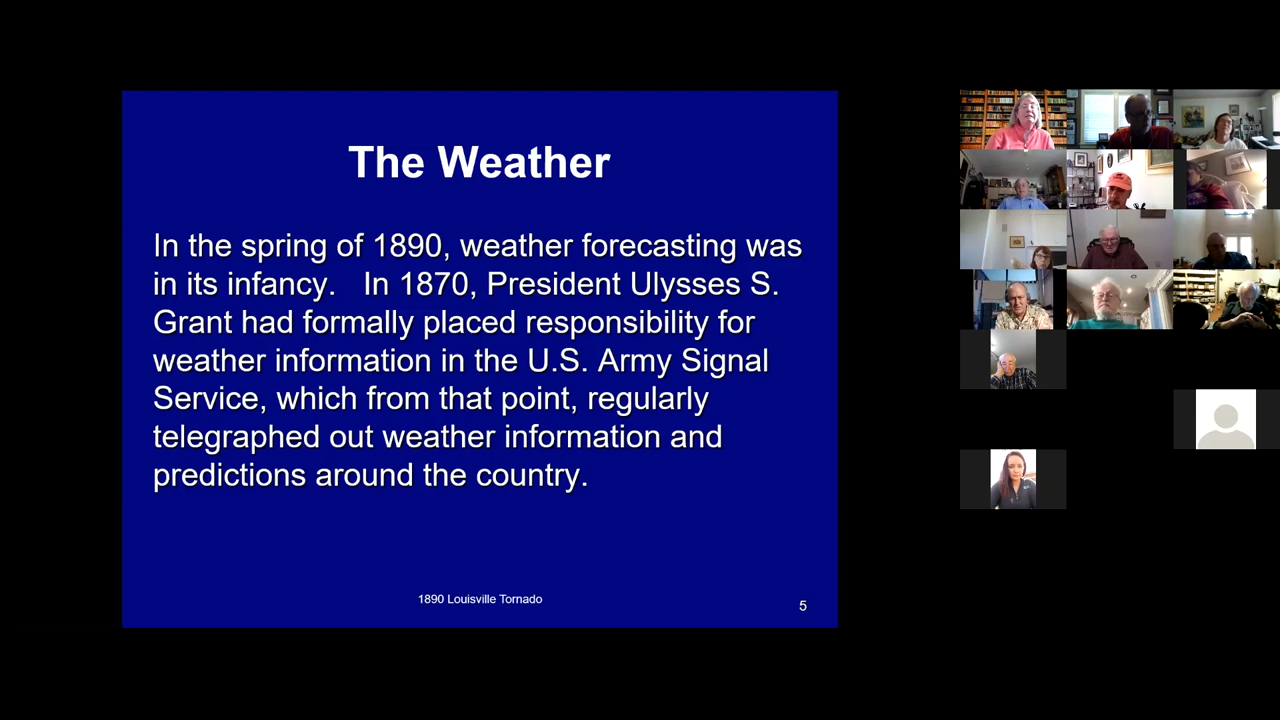 The Weather
In the spring of 1890, weather forecasting was
in its infancy.   In 1870, President Ulysses S.
Grant had formally placed responsibility for
weather information in the U.S. Army Signal
Service, which from that point, regularly
telegraphed out weather information and
predictions around the country.
1890 Louisville Tornado
5